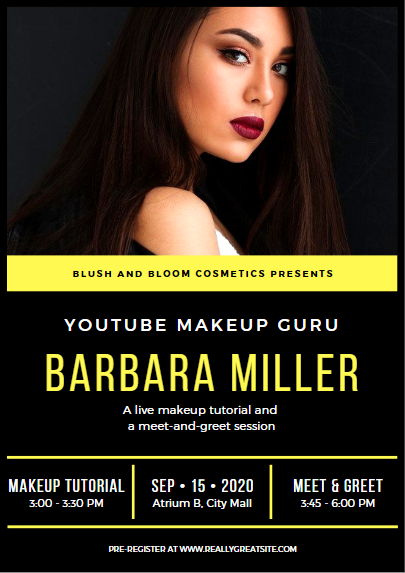 BLUSH AND BLOOM COSMETICS PRESENTS
YOUTUBE MAKEUP GURU
BARBARA MILLER
A live makeup tutorial and
a meet-and-greet session
MAKEUP TUTORIAL
3:00 - 3:30 PM
SEP • 15 • 2020
Atrium B, City Mall
MEET & GREET
3:45 - 6:00 PM
PRE-REGISTER AT WWW.REALLYGREATSITE.COM